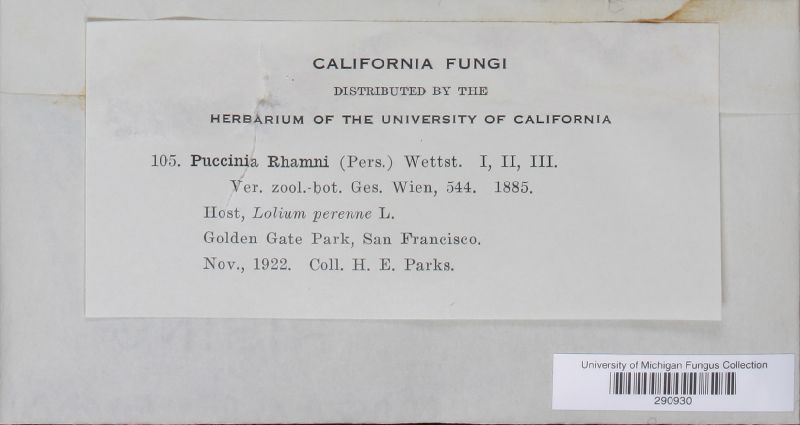 CALIFORNIA FUNGI
DISTRIBUTED BY THE
HERBARIUM OF THE UNIVERSITY OF CALIFORNIA
105. Puccinia Rhamni (Pers.) Wettst. I, II, III.
Ver. zool.-bot. Ges. Wien, 544. 1885.
Host, Lolium perenne L.
Golden Gate Park, San Francisco.
Nov., 1922. Coll. H. E. Parks.
University of Michigan Fungus Collection
290930